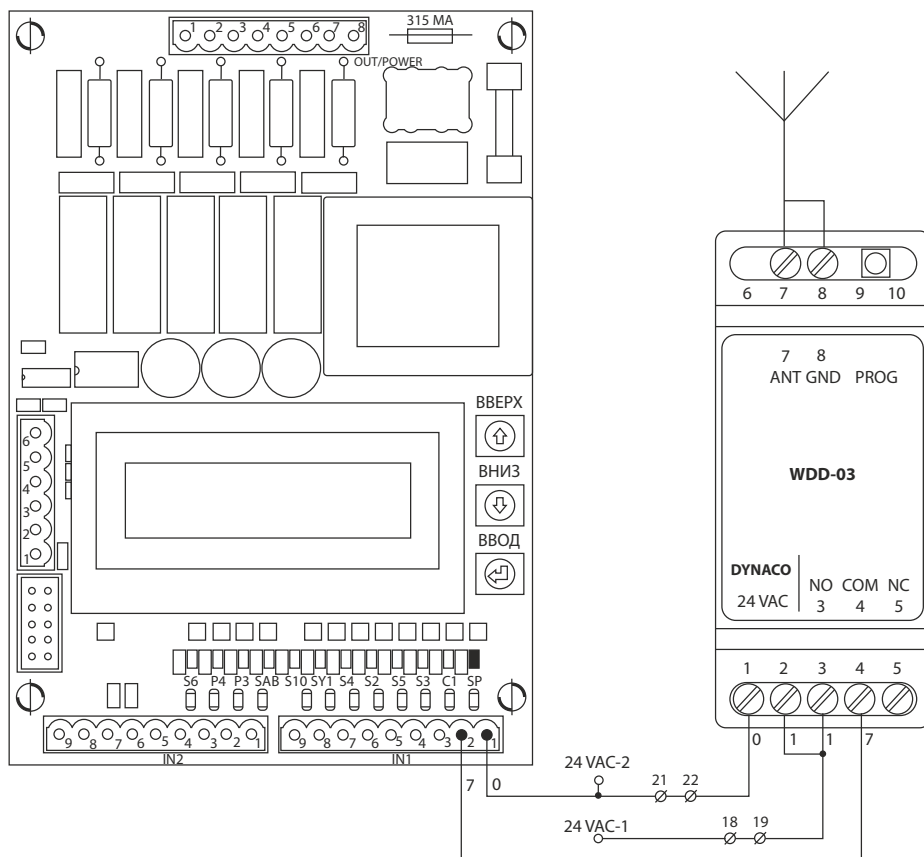 315 MA
1 2 3 4 5 6 7 8
OUT/POWER
6 7 8 9 10
7 8
ANT GND PROG
ВВЕРХ
6
5
4
3
2
1
ВНИЗ
WDD-03
ВВОД
DYNACO
24 VAC
NO COM NC
3 4 5
S6 P4 P3 SAB S10 SY1 S4 S2 S5 S3 C1 SP
1 2 3 4 5
9 8 7 6 5 4 3 2 1
IN2
9 8 7 6 5 4 3 2 1
IN1
0 1 1 7
7 0
24 VAC-2
21 22
24 VAC-1
18 19